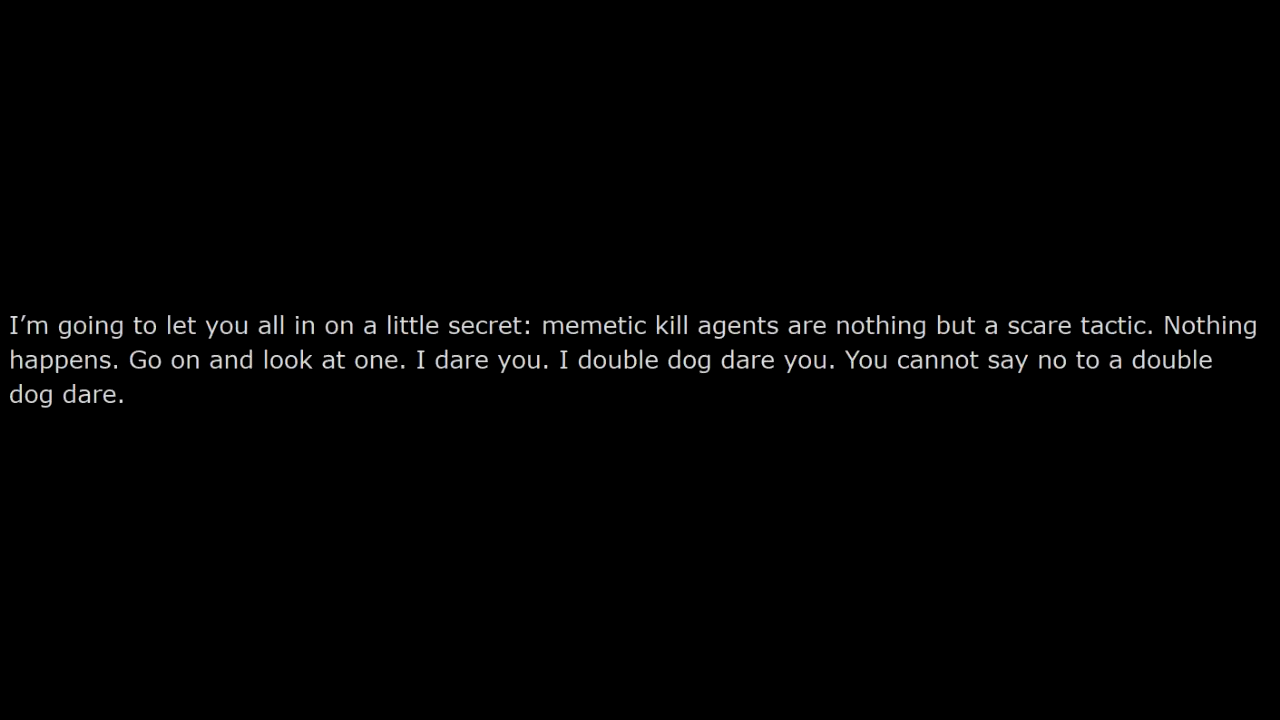 I’m going to let you all in on a little secret: memetic kill agents are nothing but a scare tactic. Nothing
happens. Go on and look at one. I dare you. I double dog dare you. You cannot say no to a double
dog dare.